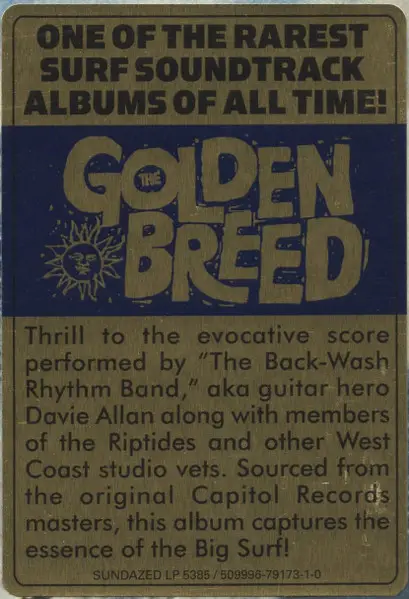 ONE OF THE RAREST
SURF SOUNDTRACK
ALBUMS OF ALL TIME!
THE
GOLDEN
BREED
Thrill to the evocative score
performed by "The Back-Wash
Rhythm Band," aka guitar hero
Davie Allan along with members
of the Riptides and other West
Coast studio vets. Sourced from
the original Capitol Records
masters, this album captures the
essence of the Big Surf!
SUNDAZED LP 5385 / 509996-79173-1-0